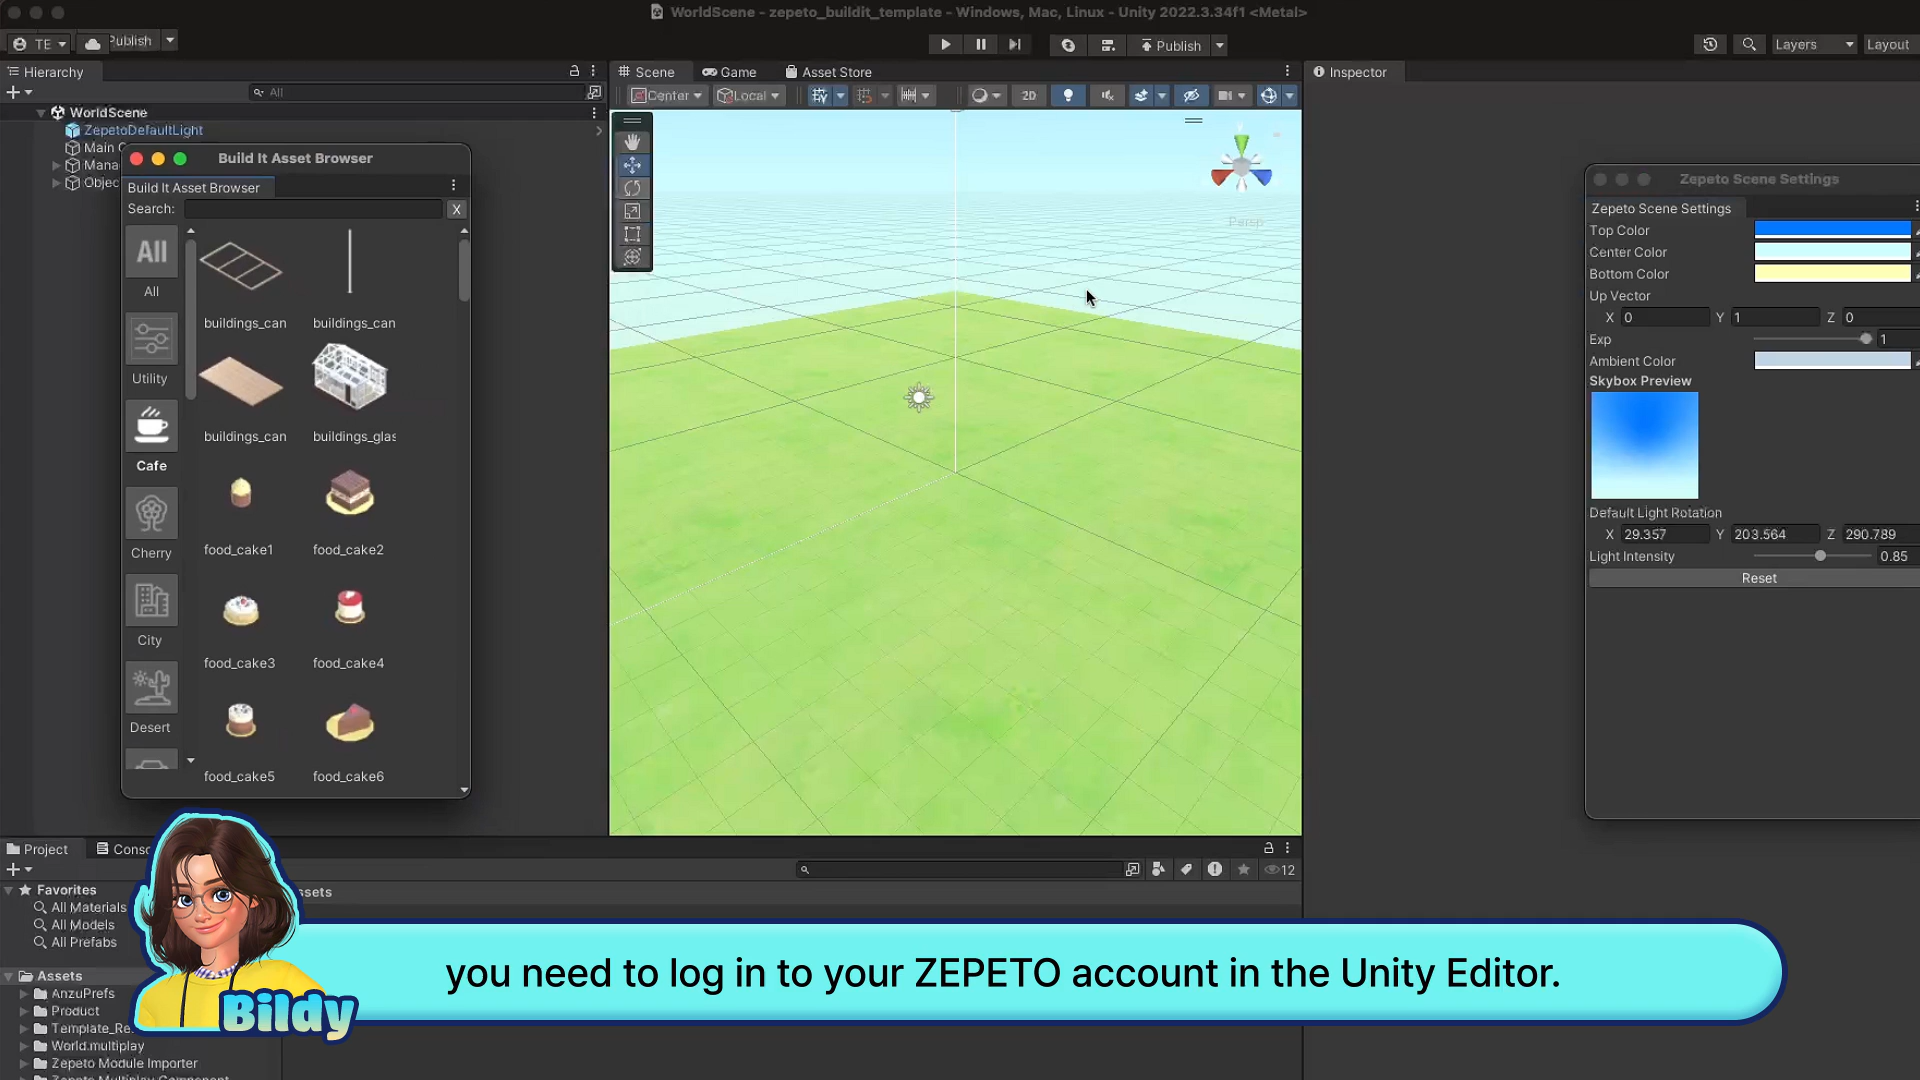 WorldScene - zepeto_buildit_template - Windows, Mac, Linux - Unity 2022.3.34f1 <Metal>
TE
Publish
Publish
Layers
Layout
Hierarchy
All
WorldScene
ZepetoDefaultLight
Main C
Mana
Objec
Build It Asset Browser
Build It Asset Browser
Search:
X
All
All
Utility
Cafe
Cherry
City
Desert
buildings_can
buildings_can
buildings_can
buildings_glas
food_cake1
food_cake2
food_cake3
food_cake4
food_cake5
food_cake6
Scene
Game
Asset Store
Center
Local
2D
Persp
Inspector
Zepeto Scene Settings
Zepeto Scene Settings
Top Color
Center Color
Bottom Color
Up Vector
X 0 Y 1 Z 0
Exp 1
Ambient Color
Skybox Preview
Default Light Rotation
X 29.357 Y 203.564 Z 290.789
Light Intensity 0.85
Reset
Project
Conso
12
Favorites
All Materials
All Models
All Prefabs
ssets
Assets
AnzuPrefs
Product
Template_Re
World.multiplay
Zepeto Module Importer
Zepeto Multiplay Component
you need to log in to your ZEPETO account in the Unity Editor.
Bildy